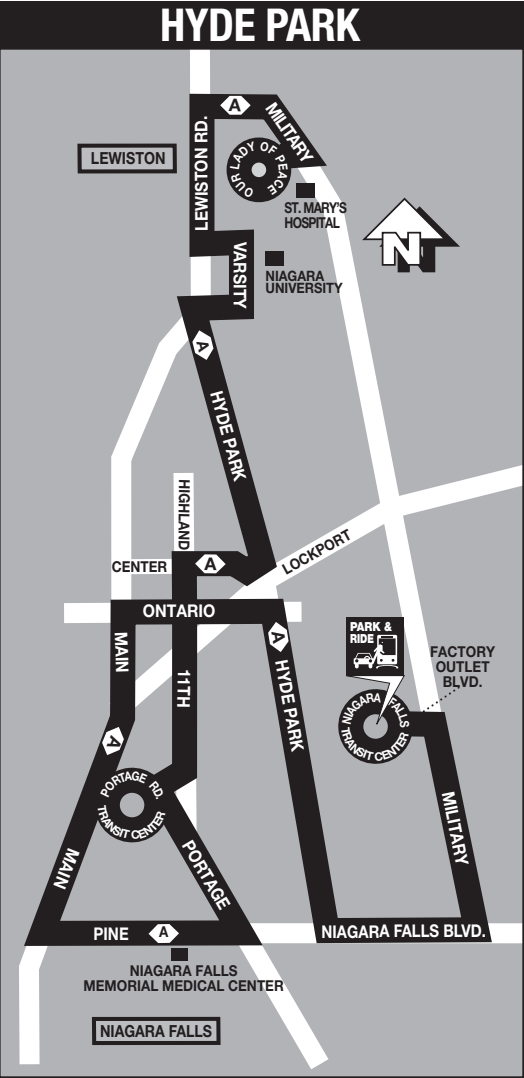 HYDE PARK
A
MILITARY
LEWISTON RD.
LEWISTON
OUR LADY OF PEACE
ST. MARY'S
HOSPITAL
N
VARSITY
NIAGARA
UNIVERSITY
A
HYDE PARK
HIGHLAND
LOCKPORT
CENTER
A
ONTARIO
PARK &
RIDE
MAIN
A
HYDE PARK
FACTORY
OUTLET
BLVD.
11TH
NIAGARA FALLS
TRANSIT CENTER
A
PORTAGE RD.
TRANSIT CENTER
MILITARY
MAIN
PORTAGE
PINE
A
NIAGARA FALLS BLVD.
NIAGARA FALLS
MEMORIAL MEDICAL CENTER
NIAGARA FALLS